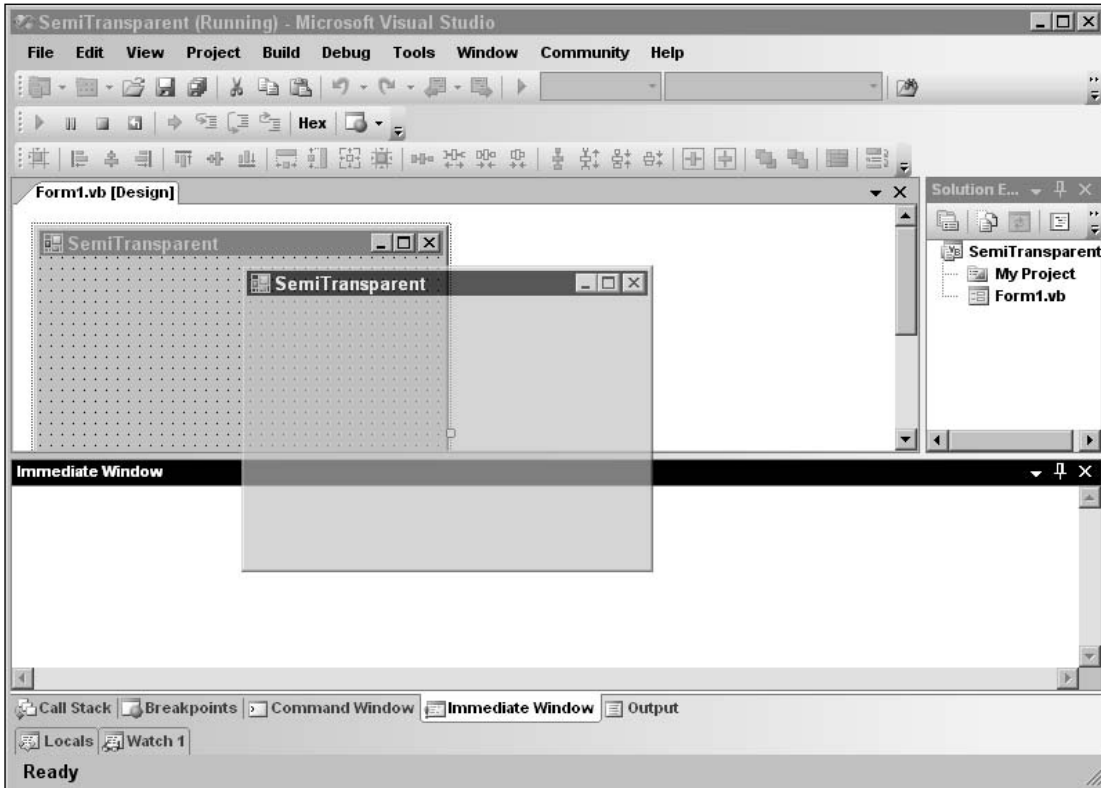 SemiTransparent (Running) - Microsoft Visual Studio
File Edit View Project Build Debug Tools Window Community Help
Hex
Form1.vb [Design]
Solution E...
SemiTransparent
SemiTransparent
SemiTransparent
My Project
Form1.vb
Immediate Window
Call Stack Breakpoints Command Window Immediate Window Output
Locals Watch 1
Ready